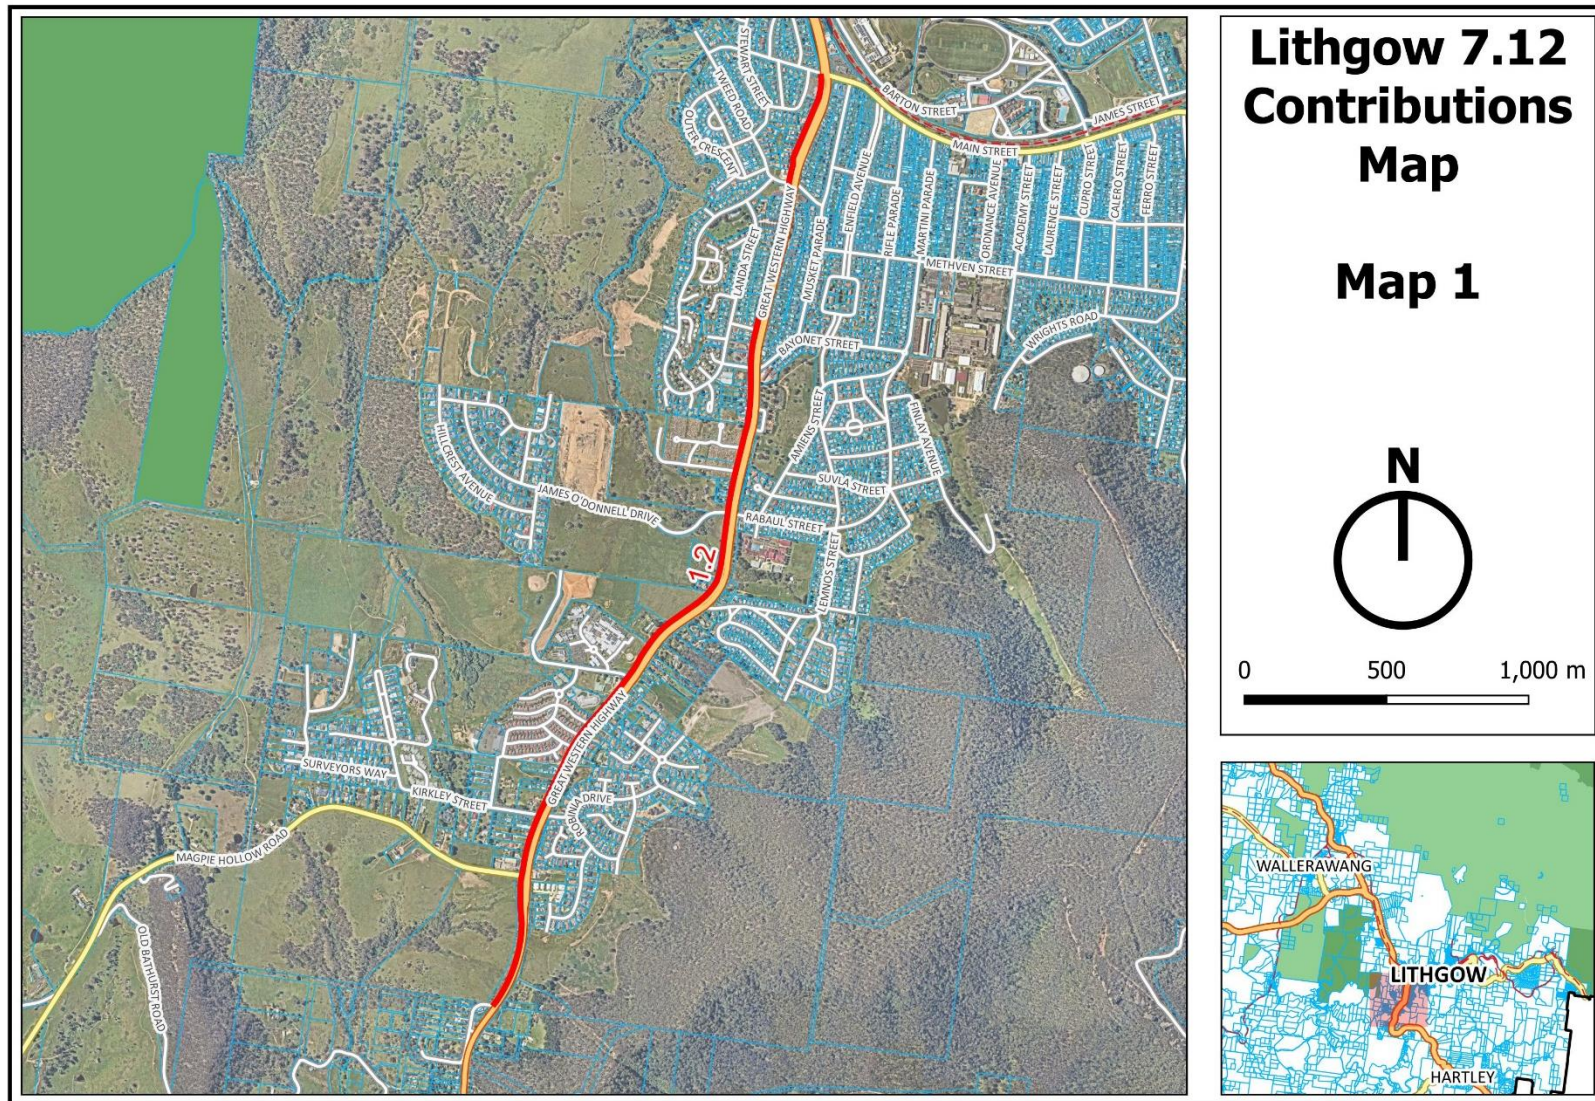 Lithgow 7.12
Contributions
Map
Map 1
N
0 500 1,000 m
STEWART STREET
TWEED ROAD
OUTER CRESCENT
BARTON STREET
JAMES STREET
MAIN STREET
GREAT WESTERN HIGHWAY
LANDA STREET
MUSKET PARADE
ENFIELD AVENUE
RIFLE PARADE
MARTINI PARADE
ORDNANCE AVENUE
ACADEMY STREET
LAURENCE STREET
CUPRO STREET
CALERO STREET
FERRO STREET
METHVEN STREET
WRIGHTS ROAD
BAYONET STREET
AMIENS STREET
FINLAY AVENUE
HILLCREST AVENUE
JAMES O'DONNELL DRIVE
SUVLA STREET
RABAUL STREET
1.2
LEMNOS STREET
GREAT WESTERN HIGHWAY
SURVEYORS WAY
KIRKLEY STREET
ROBINIA DRIVE
MAGPIE HOLLOW ROAD
OLD BATHURST ROAD
WALLERAWANG
LITHGOW
HARTLEY